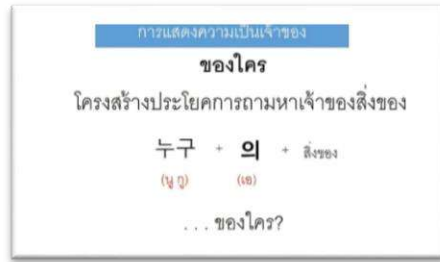 การแสดงความเป็นเจ้าของ
ของใคร
โครงสร้างประโยคการถามหาเจ้าของสิ่งของ
누구 + 의 + สิ่งของ
(นู กู) (เอ)
. . . ของใคร?